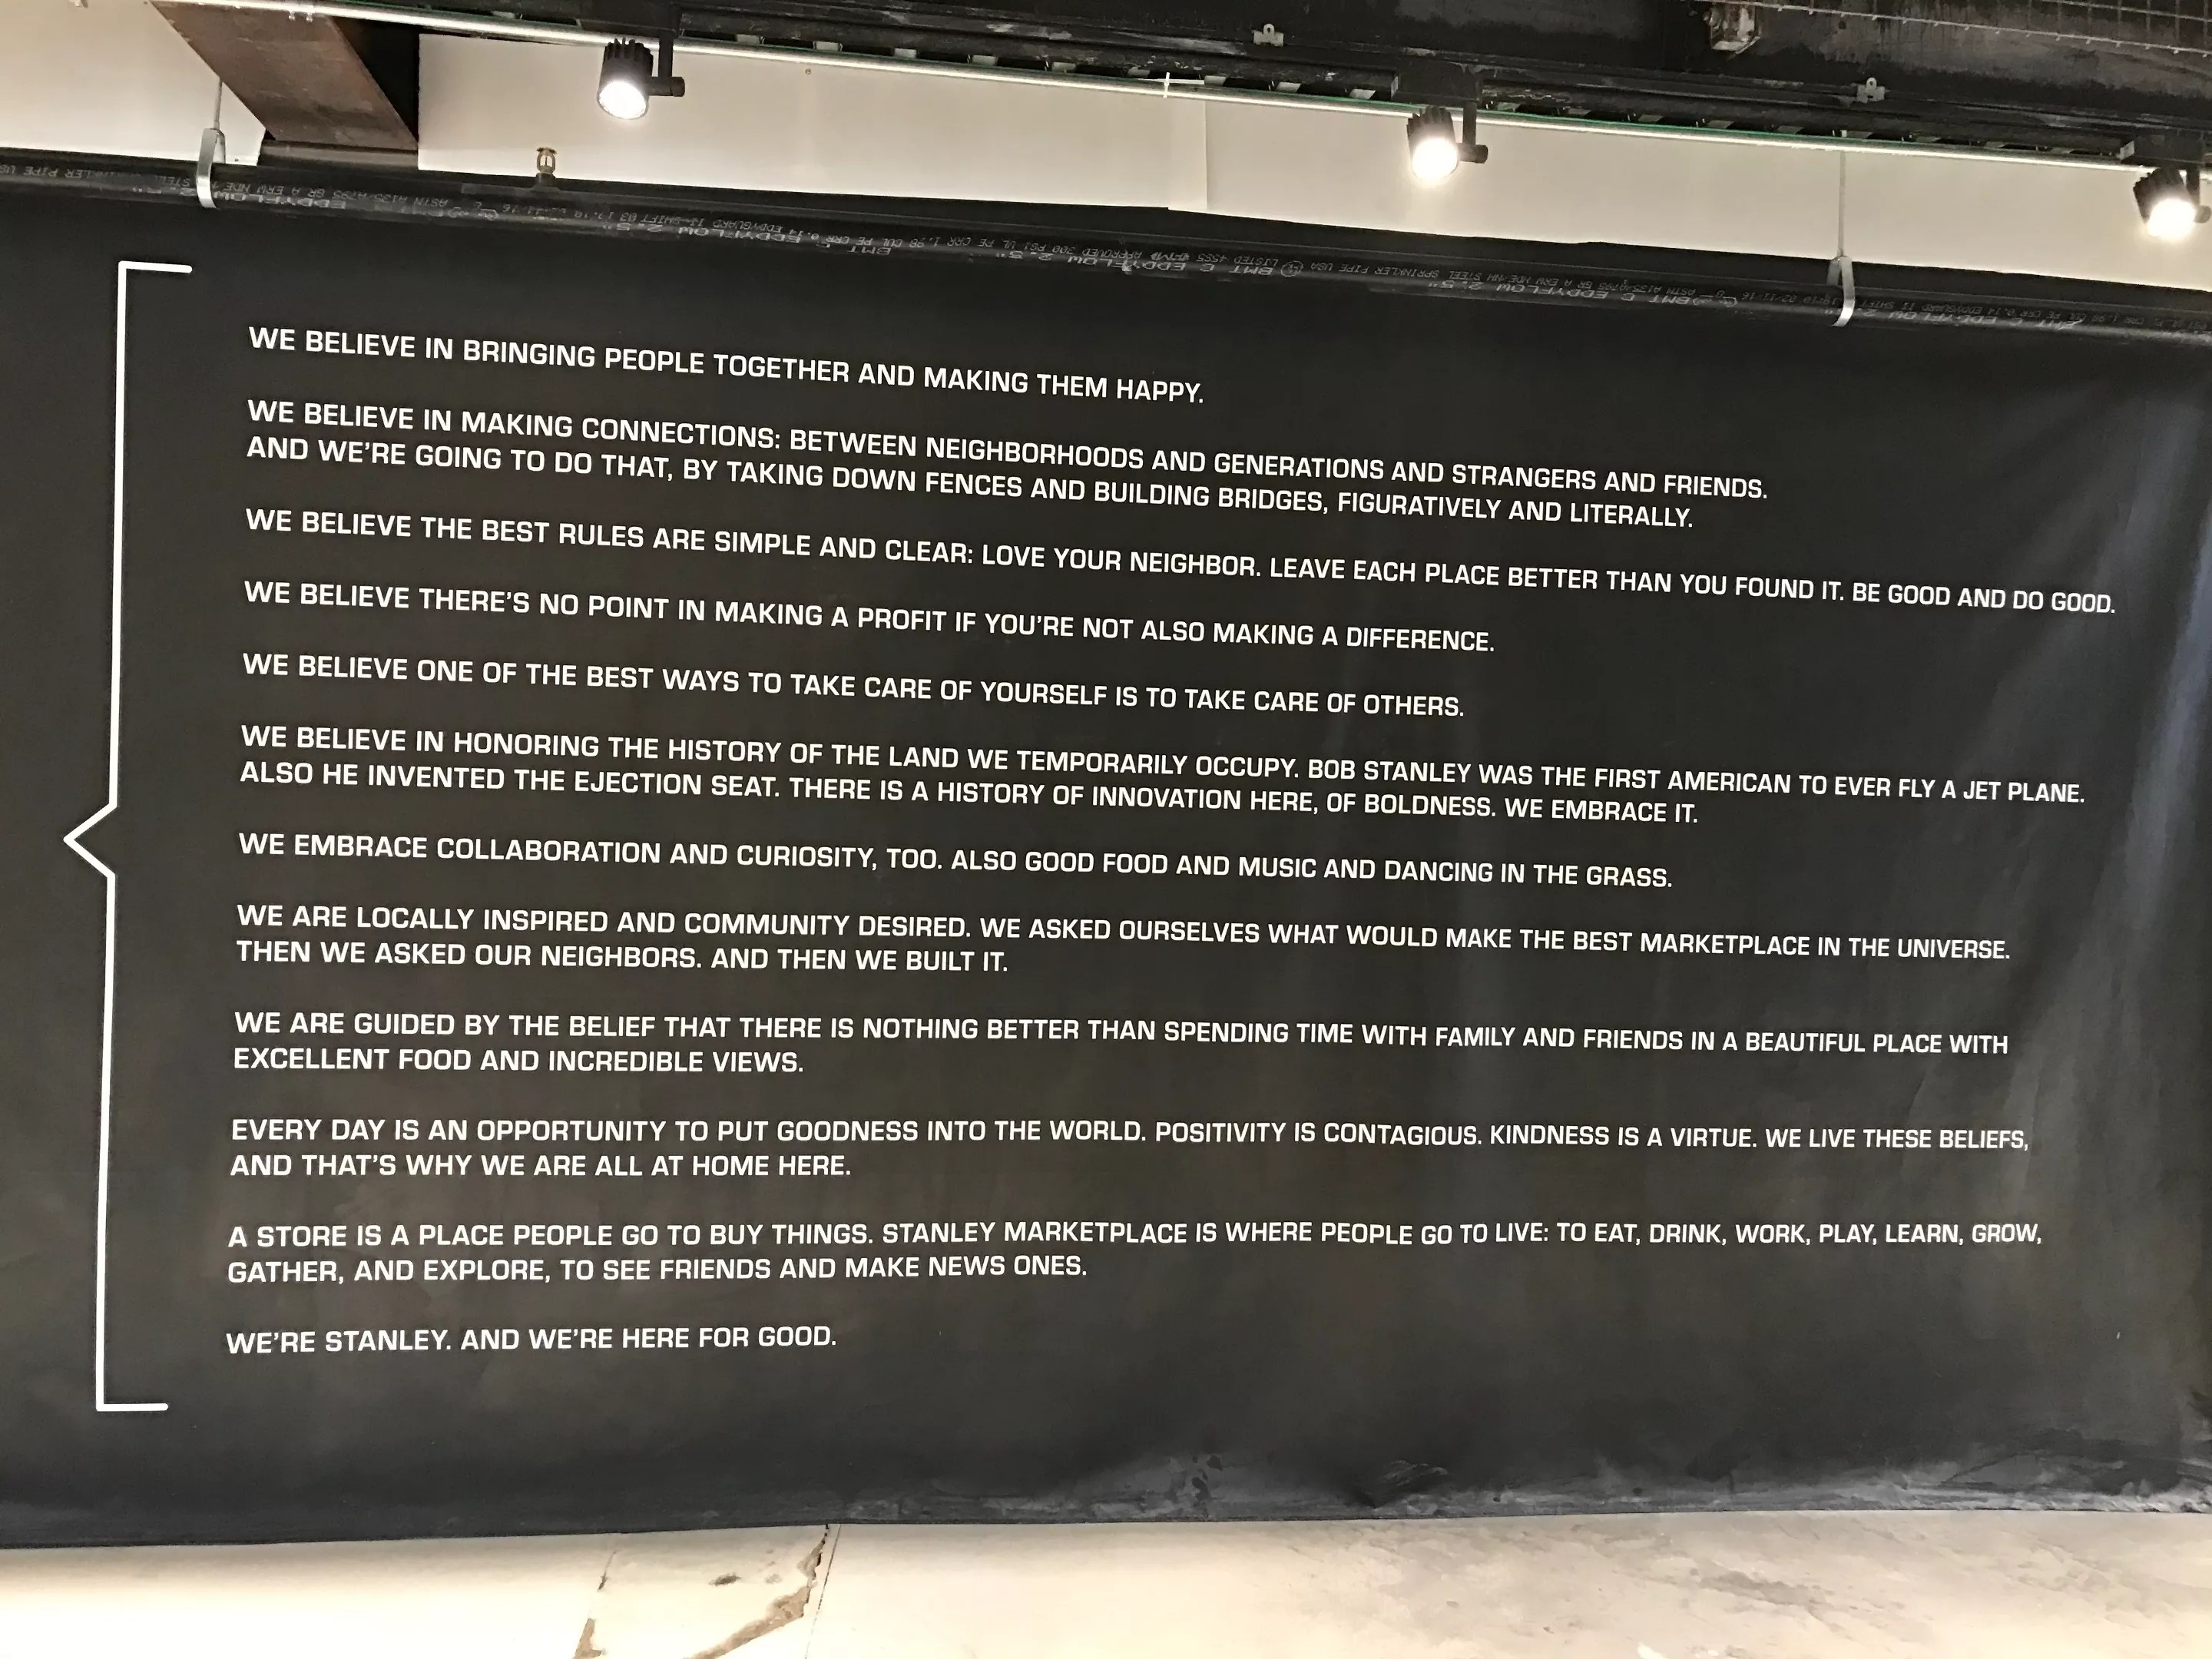 WE BELIEVE IN BRINGING PEOPLE TOGETHER AND MAKING THEM HAPPY.
WE BELIEVE IN MAKING CONNECTIONS: BETWEEN NEIGHBORHOODS AND GENERATIONS AND STRANGERS AND FRIENDS.
AND WE'RE GOING TO DO THAT, BY TAKING DOWN FENCES AND BUILDING BRIDGES, FIGURATIVELY AND LITERALLY.
WE BELIEVE THE BEST RULES ARE SIMPLE AND CLEAR: LOVE YOUR NEIGHBOR. LEAVE EACH PLACE BETTER THAN YOU FOUND IT. BE GOOD AND DO GOOD.
WE BELIEVE THERE'S NO POINT IN MAKING A PROFIT IF YOU'RE NOT ALSO MAKING A DIFFERENCE.
WE BELIEVE ONE OF THE BEST WAYS TO TAKE CARE OF YOURSELF IS TO TAKE CARE OF OTHERS.
WE BELIEVE IN HONORING THE HISTORY OF THE LAND WE TEMPORARILY OCCUPY. BOB STANLEY WAS THE FIRST AMERICAN TO EVER FLY A JET PLANE.
ALSO HE INVENTED THE EJECTION SEAT. THERE IS A HISTORY OF INNOVATION HERE, OF BOLDNESS. WE EMBRACE IT.
WE EMBRACE COLLABORATION AND CURIOSITY, TOO. ALSO GOOD FOOD AND MUSIC AND DANCING IN THE GRASS.
WE ARE LOCALLY INSPIRED AND COMMUNITY DESIRED. WE ASKED OURSELVES WHAT WOULD MAKE THE BEST MARKETPLACE IN THE UNIVERSE.
THEN WE ASKED OUR NEIGHBORS. AND THEN WE BUILT IT.
WE ARE GUIDED BY THE BELIEF THAT THERE IS NOTHING BETTER THAN SPENDING TIME WITH FAMILY AND FRIENDS IN A BEAUTIFUL PLACE WITH
EXCELLENT FOOD AND INCREDIBLE VIEWS.
EVERY DAY IS AN OPPORTUNITY TO PUT GOODNESS INTO THE WORLD. POSITIVITY IS CONTAGIOUS. KINDNESS IS A VIRTUE. WE LIVE THESE BELIEFS,
AND THAT'S WHY WE ARE ALL AT HOME HERE.
A STORE IS A PLACE PEOPLE GO TO BUY THINGS. STANLEY MARKETPLACE IS WHERE PEOPLE GO TO LIVE: TO EAT, DRINK, WORK, PLAY, LEARN, GROW,
GATHER, AND EXPLORE, TO SEE FRIENDS AND MAKE NEWS ONES.
WE'RE STANLEY. AND WE'RE HERE FOR GOOD.